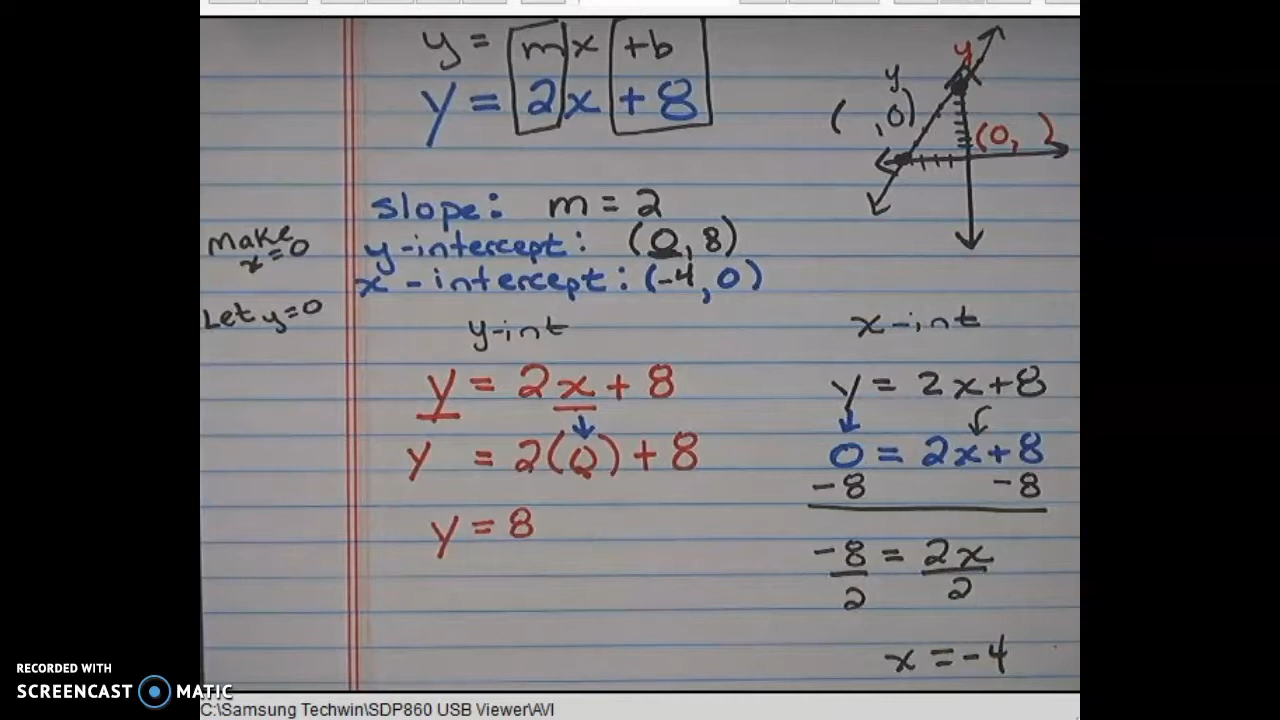 y = mx + b
y = 2x + 8
y
y
( , 0)
(0, )
slope: m = 2
Make x=0
y-intercept: (0, 8)
x-intercept: (-4, 0)
Let y=0
y-int
y = 2x + 8
y = 2(0) + 8
y = 8
x-int
y = 2x+8
0 = 2x+8
-8 -8
-8 = 2x
2 2
x = -4
RECORDED WITH
SCREENCAST MATIC
C:\Samsung Techwin\SDP860 USB Viewer\AVI